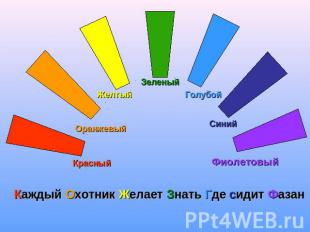 Зеленый
Желтый
Голубой
Оранжевый
Синий
Красный
Фиолетовый
Каждый Охотник Желает Знать Где сидит Фазан
PPt4WEB.ru